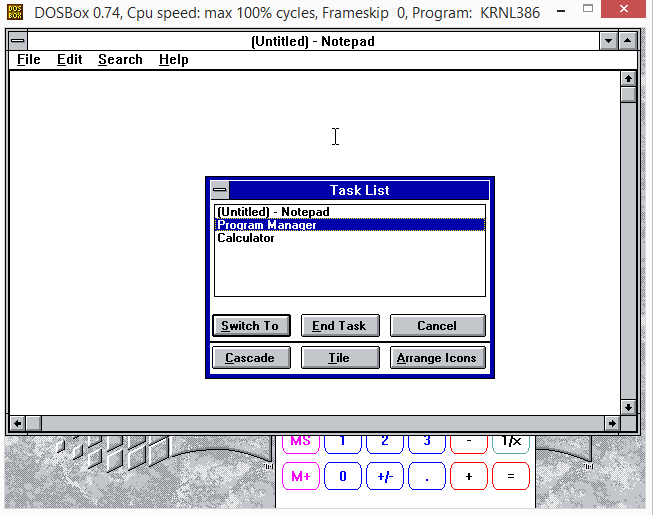 DOS BOX DOSBox 0.74, Cpu speed: max 100% cycles, Frameskip 0, Program: KRNL386
(Untitled) - Notepad
File Edit Search Help
Task List
(Untitled) - Notepad
Program Manager
Calculator
Switch To End Task Cancel
Cascade Tile Arrange Icons
MS 1 2 3 - 1/x
M+ 0 +/- . + =